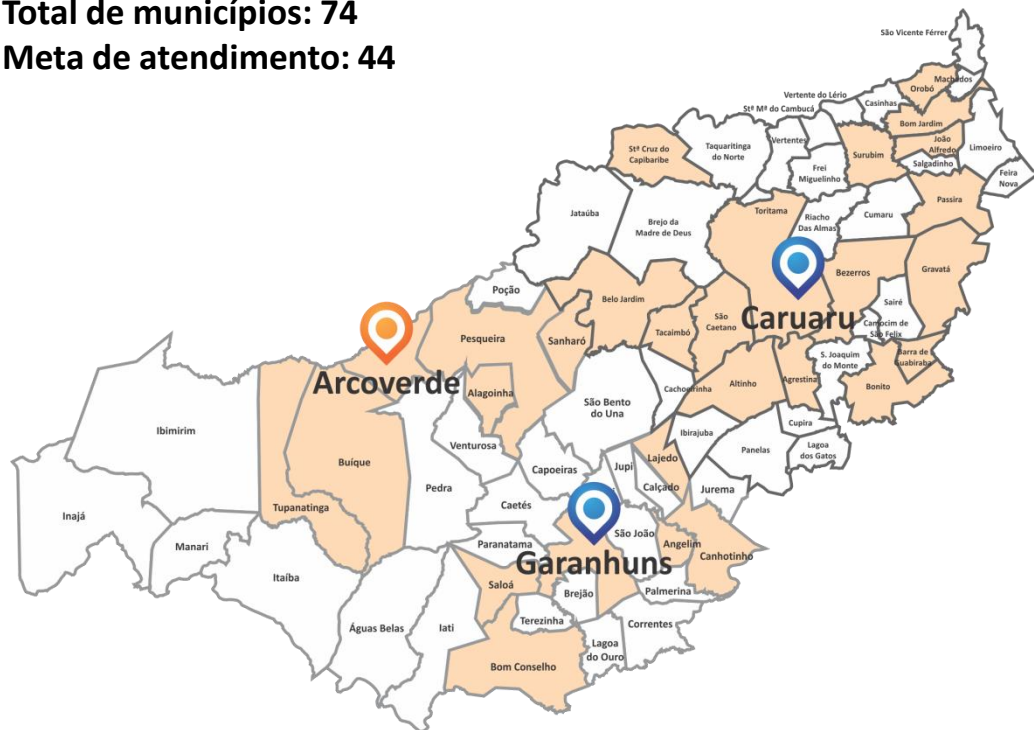 Total de municípios: 74
Meta de atendimento: 44
São Vicente Férrer
Machados
Orobó
Vertente do Lério
Casinhas
Stª Mª do Cambucá
Bom Jardim
Vertentes
João
Alfredo
Limoeiro
Taquaritinga
do Norte
Stª Cruz do
Capibaribe
Surubim
Salgadinho
Frei
Miguelinho
Feira
Nova
Passira
Jataúba
Toritama
Riacho
Das Almas
Cumaru
Brejo da
Madre de Deus
Bezerros
Gravatá
Poção
Belo Jardim
Sairé
Caruaru
São
Caetano
Camocim de
São Felix
Tacaimbó
Pesqueira
Sanharó
S. Joaquim
do Monte
Barra de
Guabiraba
Arcoverde
Alagoinha
Cachoeirinha
Altinho
Agrestina
Bonito
São Bento
do Una
Cupira
Ibimirim
Ibirajuba
Venturosa
Panelas
Lagoa
dos Gatos
Buíque
Lajedo
Capoeiras
Jupi
Pedra
Calçado
Jurema
Caetés
Tupanatinga
Inajá
São João
Manari
Paranatama
Angelim
Canhotinho
Garanhuns
Itaíba
Saloá
Brejão
Palmerina
Terezinha
Correntes
Águas Belas
Iati
Lagoa
do Ouro
Bom Conselho